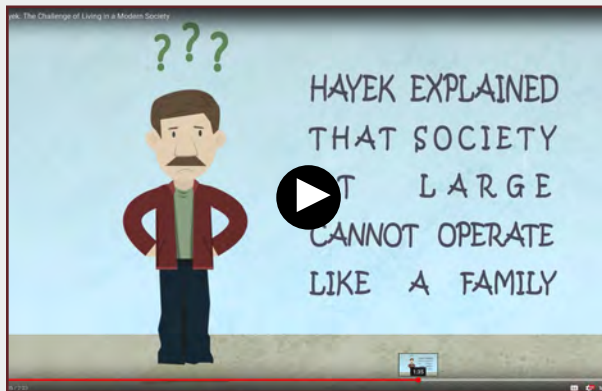 yek: The Challenge of Living in a Modern Society
? ? ?
HAYEK EXPLAINED
THAT SOCIETY
T LARGE
CANNOT OPERATE
LIKE A FAMILY
1:35